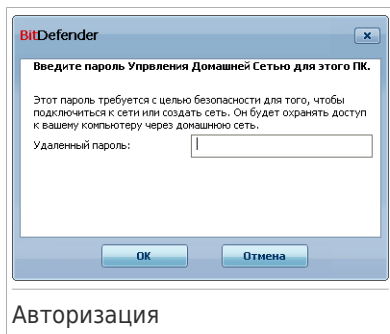 BitDefender
Введите пароль Упрвления Домашней Сетью для этого ПК.
Этот пароль требуется с целью безопасности для того, чтобы
подключиться к сети или создать сеть. Он будет охранять доступ
к вашему компьютеру через домашнюю сеть.
Удаленный пароль:
OK
Отмена
Авторизация